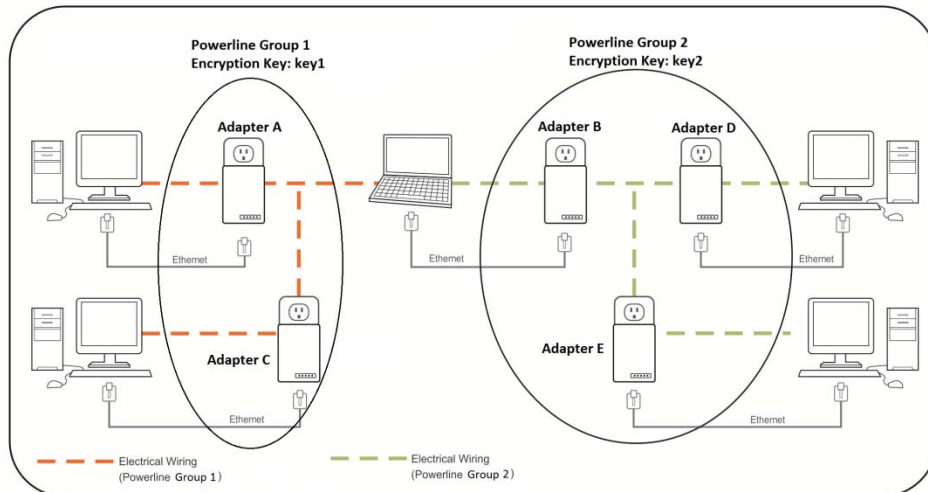 Powerline Group 1
Encryption Key: key1
Powerline Group 2
Encryption Key: key2
Adapter A
Adapter B
Adapter D
Ethernet
Ethernet
Ethernet
Adapter C
Adapter E
Ethernet
Ethernet
Electrical Wiring
(Powerline Group 1)
Electrical Wiring
(Powerline Group 2)